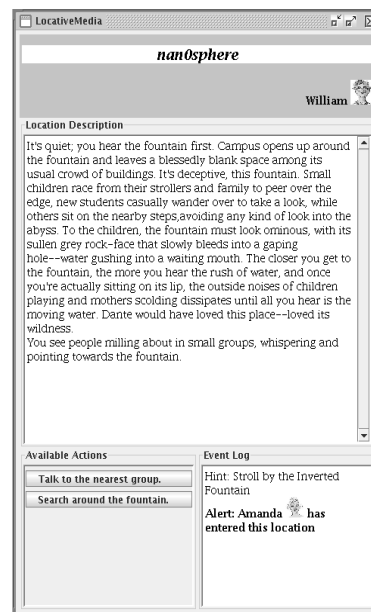 LocativeMedia
nan0sphere
William
Location Description
It's quiet; you hear the fountain first. Campus opens up around
the fountain and leaves a blessedly blank space among its
usual crowd of buildings. It's deceptive, this fountain. Small
children race from their strollers and family to peer over the
edge, new students casually wander over to take a look, while
others sit on the nearby steps,avoiding any kind of look into the
abyss. To the children, the fountain must look ominous, with its
sullen grey rock-face that slowly bleeds into a gaping
hole--water gushing into a waiting mouth. The closer you get to
the fountain, the more you hear the rush of water, and once
you're actually sitting on its lip, the outside noises of children
playing and mothers scolding dissipates until all you hear is the
moving water. Dante would have loved this place--loved its
wildness.
You see people milling about in small groups, whispering and
pointing towards the fountain.
Available Actions
Talk to the nearest group.
Search around the fountain.
Event Log
Hint: Stroll by the Inverted
Fountain
Alert: Amanda has
entered this location